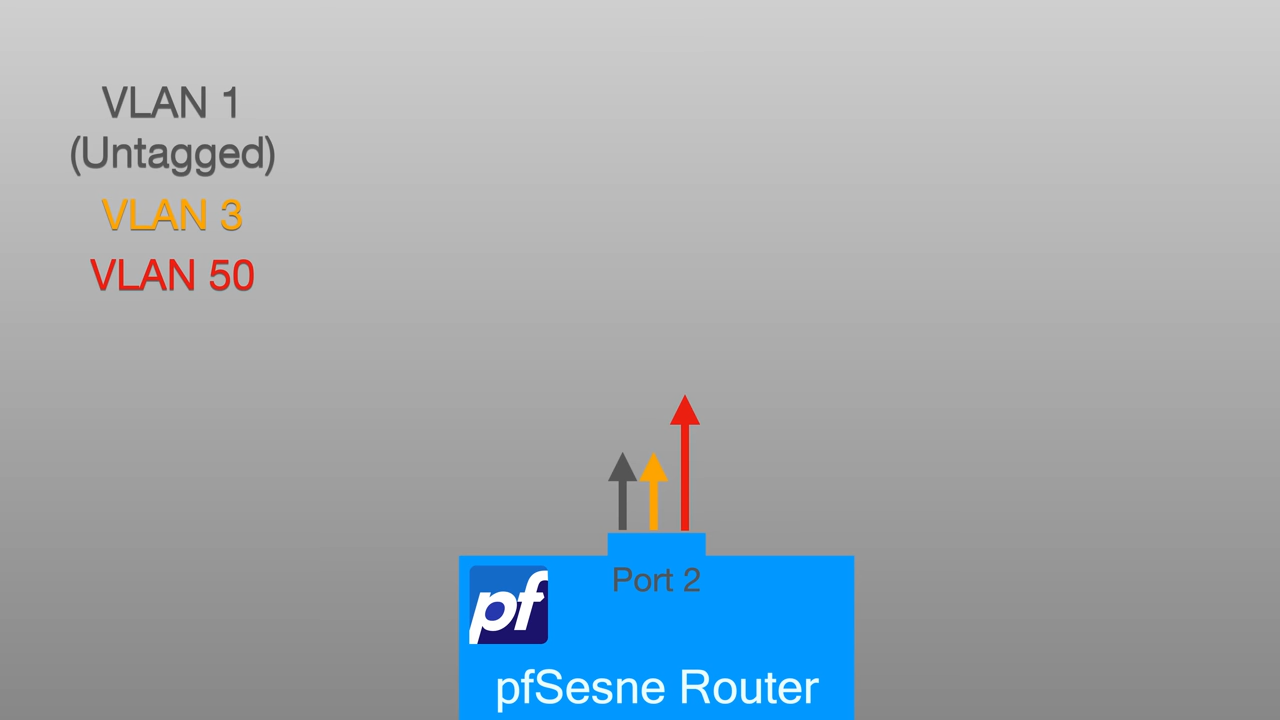 VLAN 1
(Untagged)
VLAN 3
VLAN 50
Port 2
pf
pfSesne Router